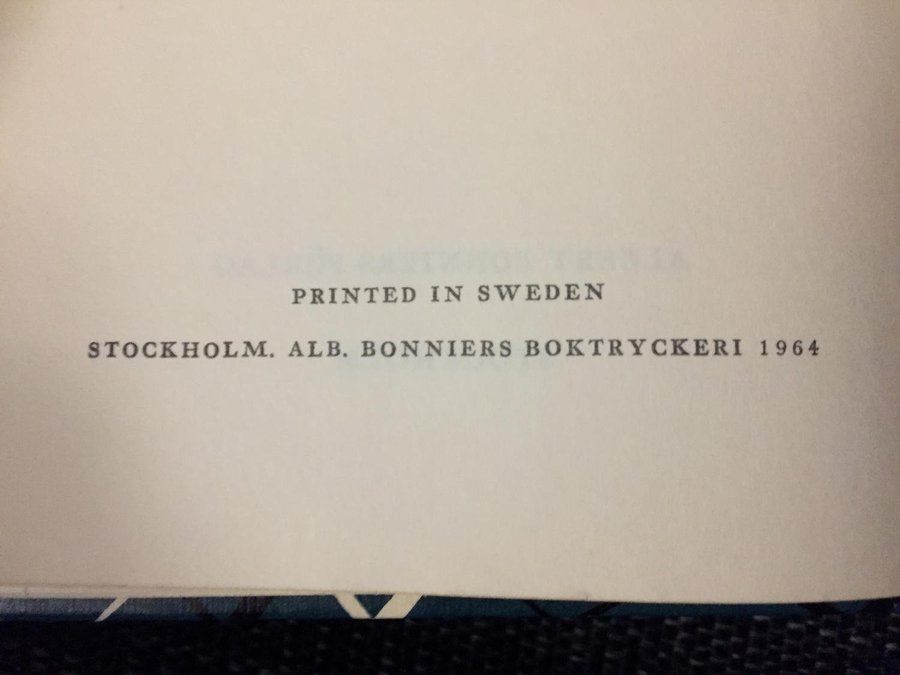 PRINTED IN SWEDEN
STOCKHOLM. ALB. BONNIERS BOKTRYCKERI 1964